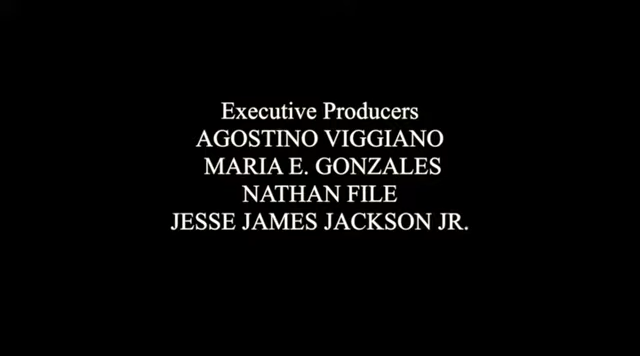 Executive Producers
AGOSTINO VIGGIANO
MARIA E. GONZALES
NATHAN FILE
JESSE JAMES JACKSON JR.